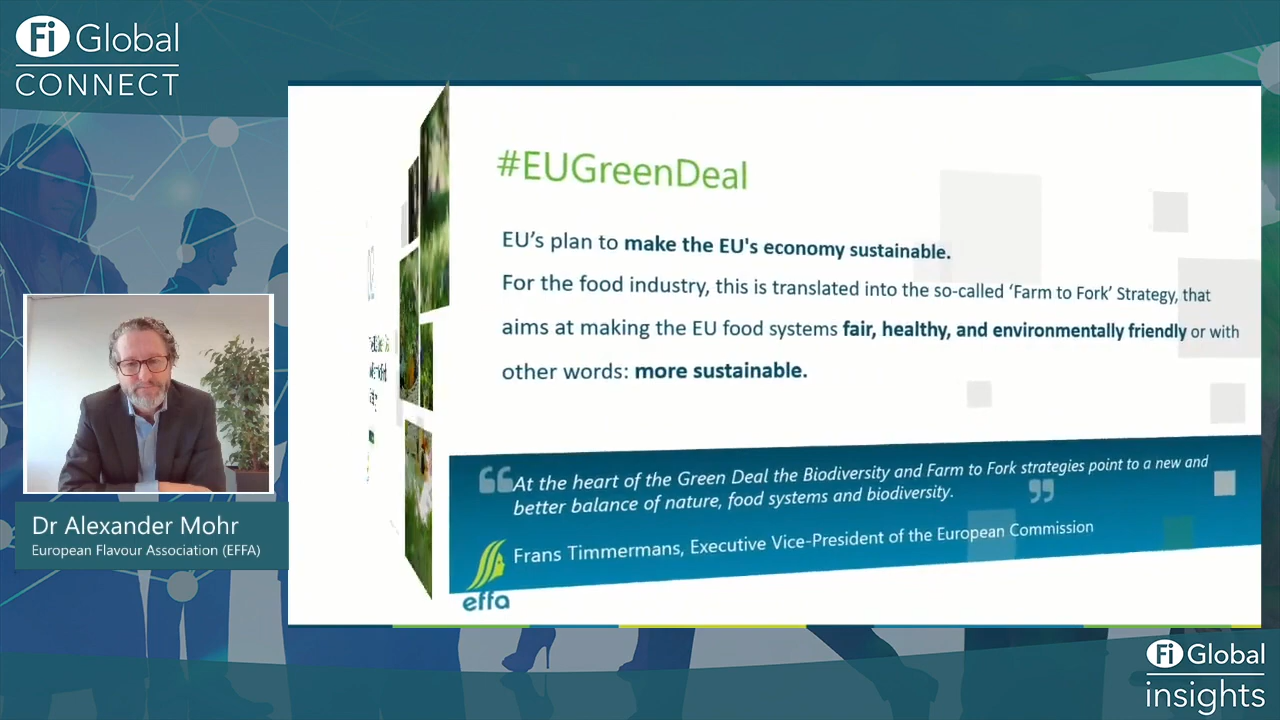 Fi Global
CONNECT
#EUGreenDeal
EU's plan to make the EU's economy sustainable.
For the food industry, this is translated into the so-called ‘Farm to Fork’ Strategy, that
aims at making the EU food systems fair, healthy, and environmentally friendly or with
other words: more sustainable.
“At the heart of the Green Deal the Biodiversity and Farm to Fork strategies point to a new and
better balance of nature, food systems and biodiversity.”
Frans Timmermans, Executive Vice-President of the European Commission
effa
Dr Alexander Mohr
European Flavour Association (EFFA)
Fi Global
insights